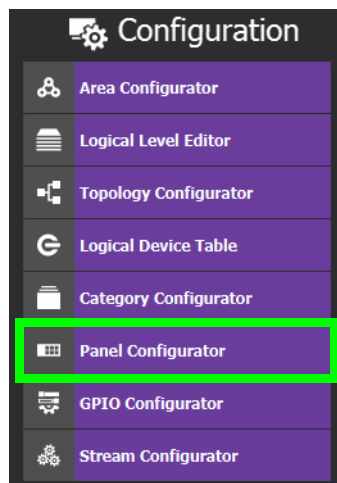 Configuration
Area Configurator
Logical Level Editor
Topology Configurator
Logical Device Table
Category Configurator
Panel Configurator
GPIO Configurator
Stream Configurator